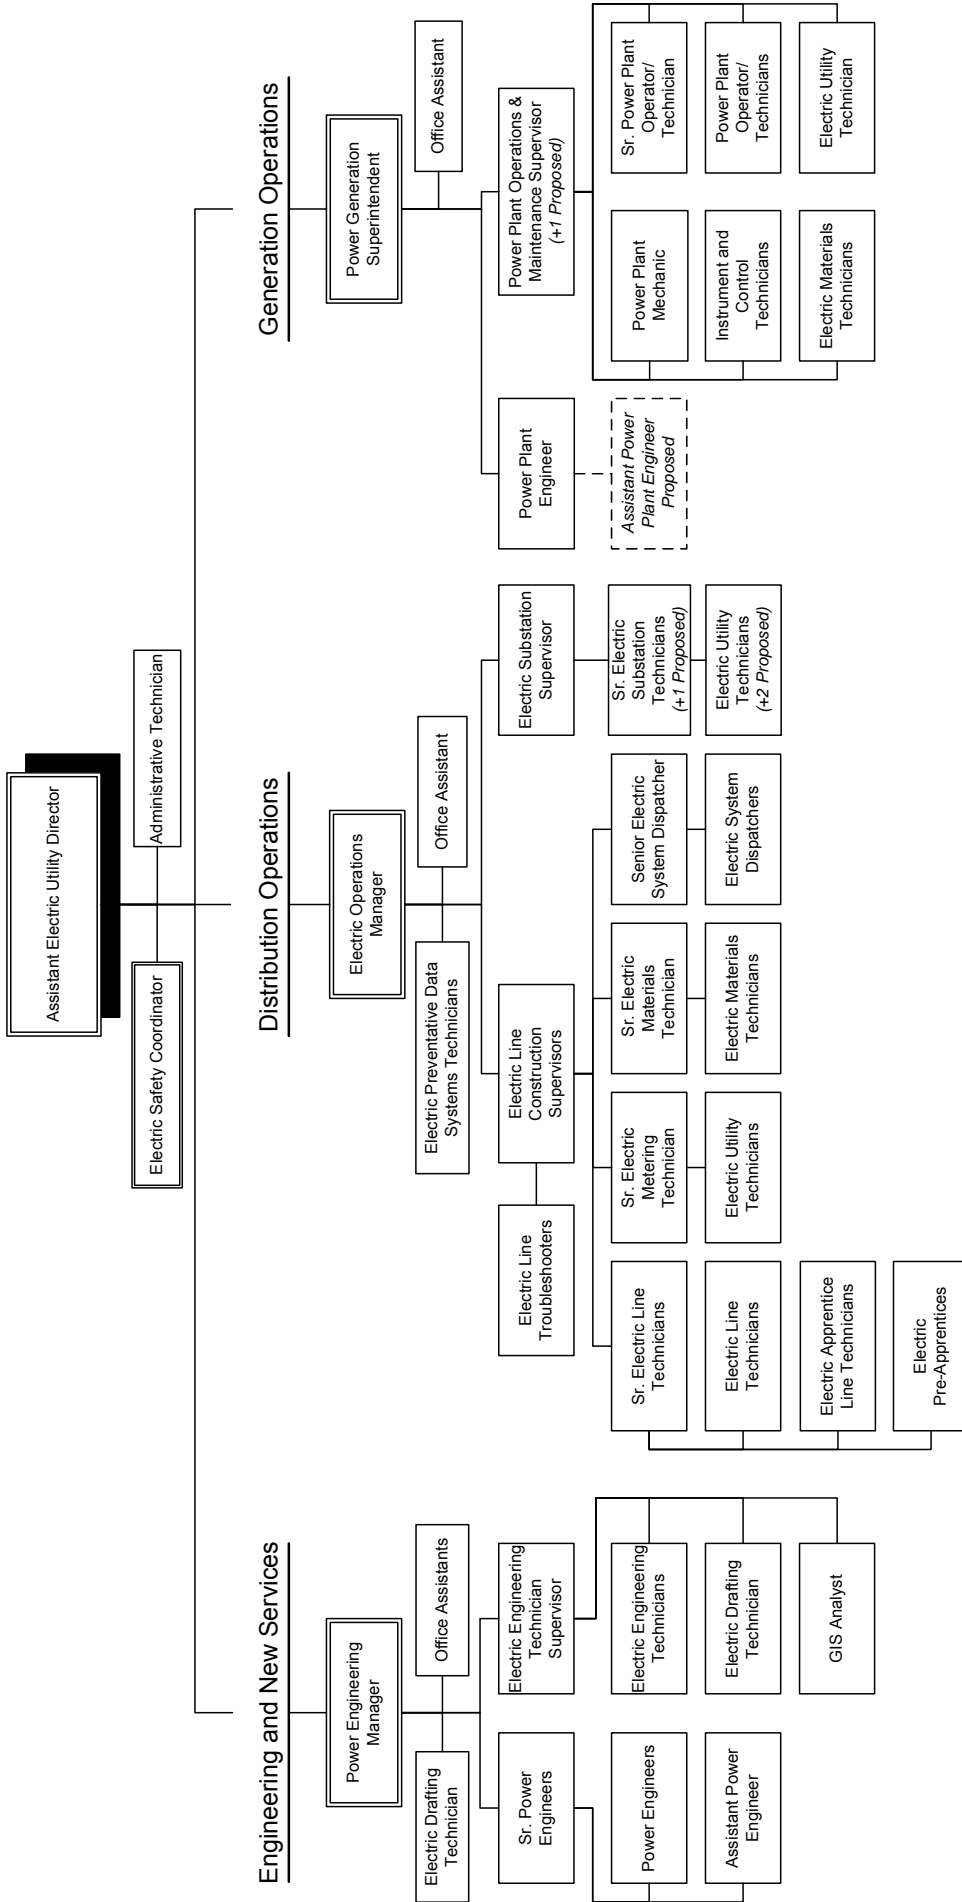 Assistant Electric Utility Director
Electric Safety Coordinator
Administrative Technician
Engineering and New Services
Power Engineering
Manager
Electric Drafting
Technician
Office Assistants
Sr. Power
Engineers
Power Engineers
Assistant Power
Engineer
Electric Engineering
Technician
Supervisor
Electric Engineering
Technicians
Electric Drafting
Technician
GIS Analyst
Distribution Operations
Electric Operations
Manager
Electric Preventative Data
Systems Technicians
Office Assistant
Electric Line
Troubleshooters
Electric Line
Construction
Supervisors
Sr. Electric Line
Technicians
Electric Line
Technicians
Electric Apprentice
Line Technicians
Electric
Pre-Apprentices
Sr. Electric
Metering
Technician
Electric Utility
Technicians
Sr. Electric
Materials
Technician
Electric Materials
Technicians
Senior Electric
System Dispatcher
Electric System
Dispatchers
Electric Substation
Supervisor
Sr. Electric
Substation
Technicians
(+1 Proposed)
Electric Utility
Technicians
(+2 Proposed)
Generation Operations
Power Generation
Superintendent
Office Assistant
Power Plant
Engineer
Assistant Power
Plant Engineer
Proposed
Power Plant Operations &
Maintenance Supervisor
(+1 Proposed)
Power Plant
Mechanic
Instrument and
Control
Technicians
Electric Materials
Technicians
Sr. Power Plant
Operator/
Technician
Power Plant
Operator/
Technicians
Electric Utility
Technician